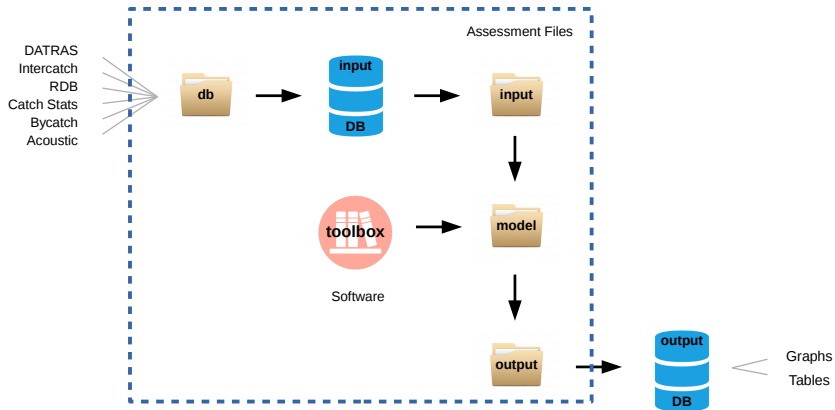 Assessment Files
DATRAS
Intercatch
RDB
Catch Stats
Bycatch
Acoustic
db
input
DB
input
toolbox
model
Software
output
output
DB
Graphs
Tables